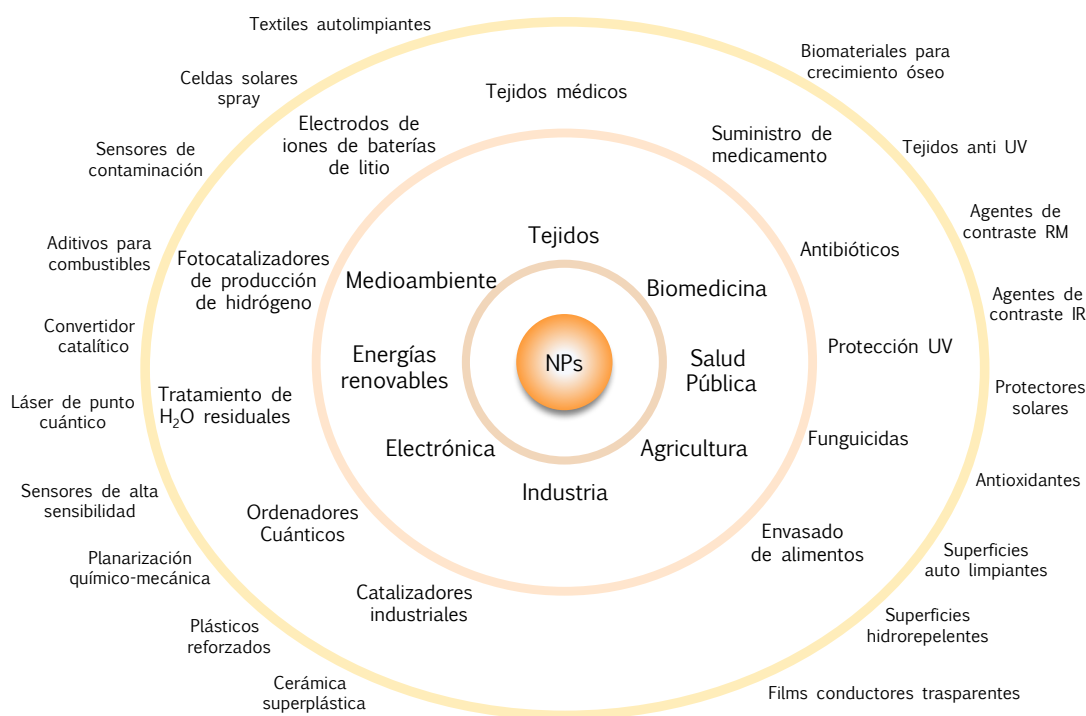 Textiles autolimpiantes
Biomateriales para
crecimiento óseo
Celdas solares
spray
Tejidos médicos
Electrodos de
iones de baterías
de litio
Suministro de
medicamento
Sensores de
contaminación
Tejidos anti UV
Agentes de
contraste RM
Tejidos
Aditivos para
combustibles
Fotocatalizadores
de producción
de hidrógeno
Medioambiente
Biomedicina
Antibióticos
Agentes de
contraste IR
Convertidor
catalítico
Energías
renovables
NPs
Salud
Pública
Protección UV
Láser de punto
cuántico
Tratamiento de
H₂O residuales
Protectores
solares
Electrónica
Agricultura
Funguicidas
Industria
Antioxidantes
Sensores de alta
sensibilidad
Ordenadores
Cuánticos
Envasado
de alimentos
Planarización
químico-mecánica
Superficies
auto limpiantes
Catalizadores
industriales
Superficies
hidrorepelentes
Plásticos
reforzados
Cerámica
superplástica
Films conductores trasparentes